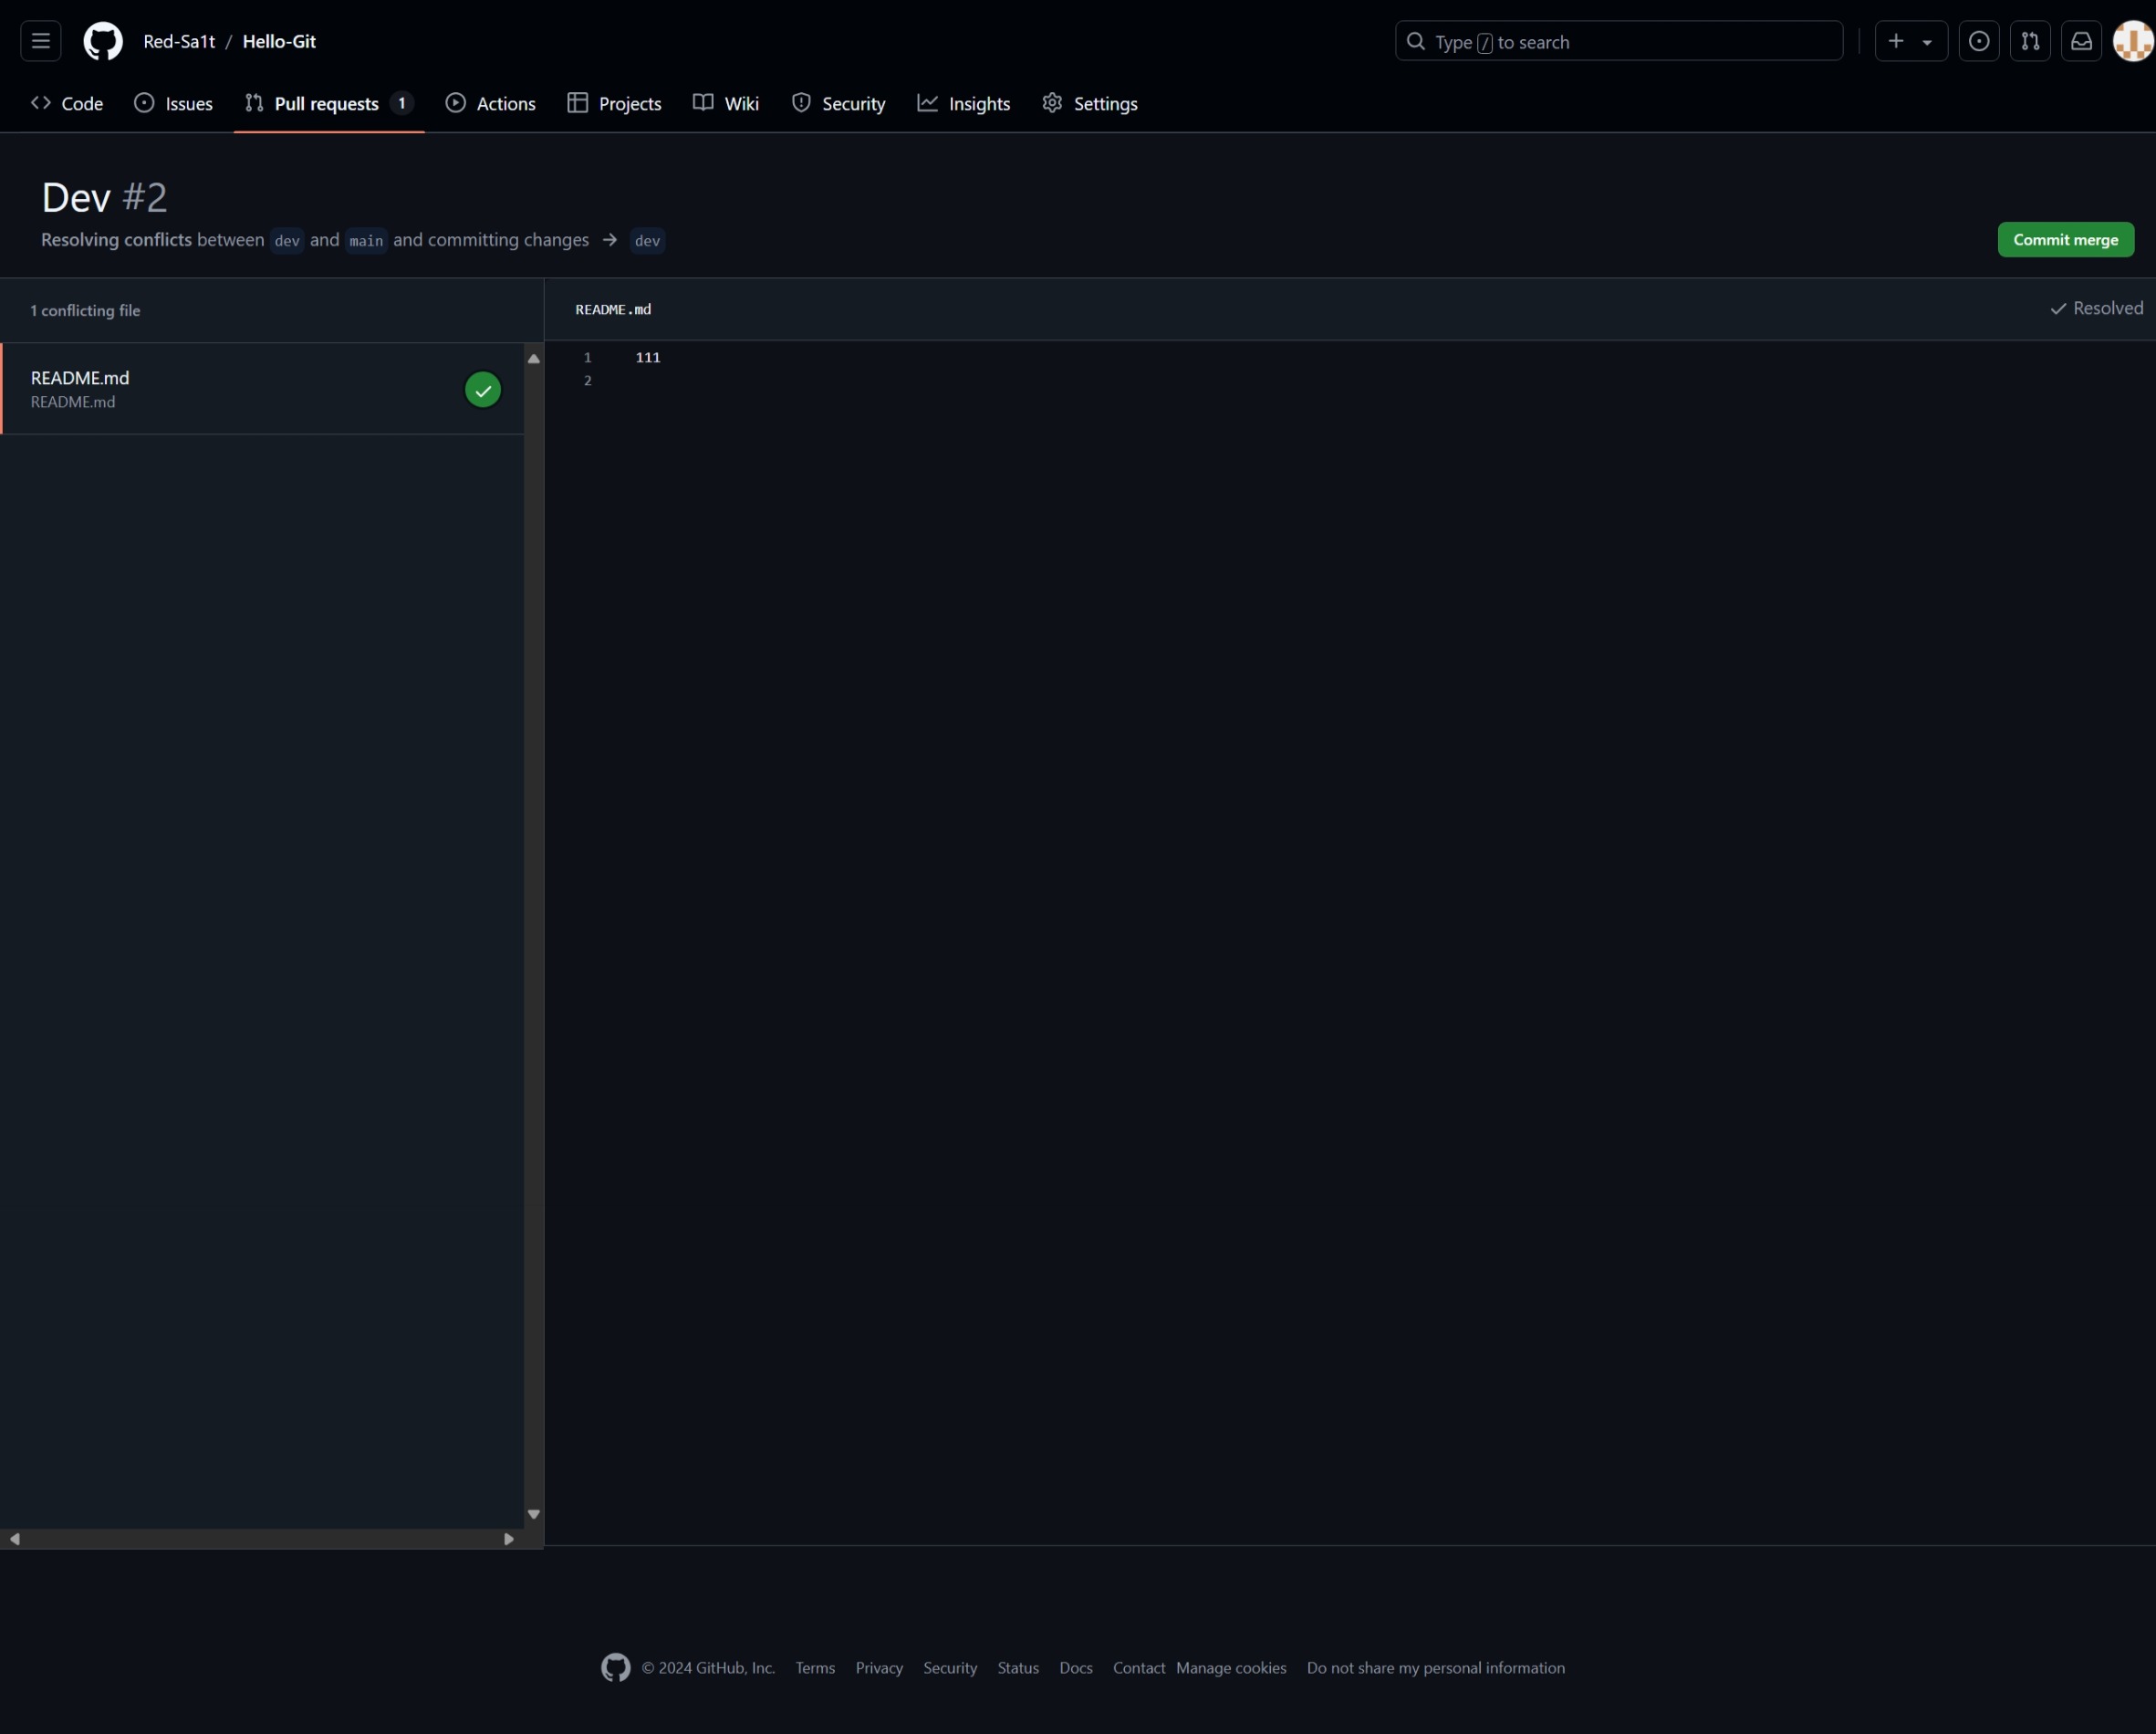 Red-Sa1t / Hello-Git
Type / to search
Code Issues Pull requests 1 Actions Projects Wiki Security Insights Settings
Dev #2
Resolving conflicts between dev and main and committing changes → dev
Commit merge
1 conflicting file
README.md
README.md
README.md
Resolved
1 111
2
© 2024 GitHub, Inc. Terms Privacy Security Status Docs Contact Manage cookies Do not share my personal information